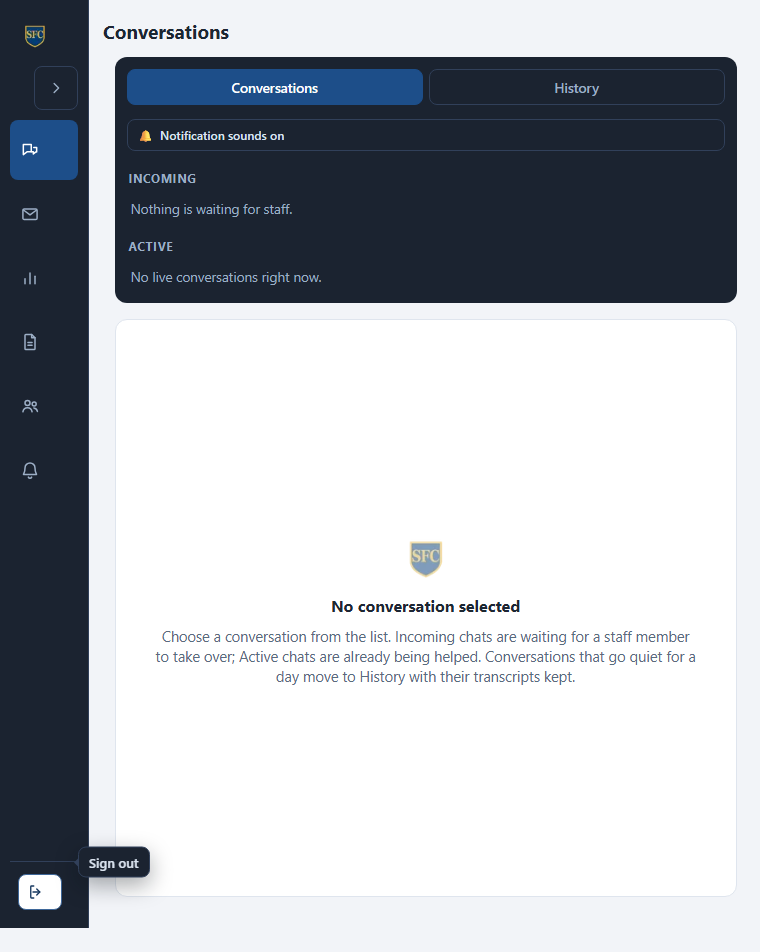 SFC
Conversations
Conversations
History
Notification sounds on
INCOMING
Nothing is waiting for staff.
ACTIVE
No live conversations right now.
SFC
No conversation selected
Choose a conversation from the list. Incoming chats are waiting for a staff member
to take over; Active chats are already being helped. Conversations that go quiet for a
day move to History with their transcripts kept.
Sign out